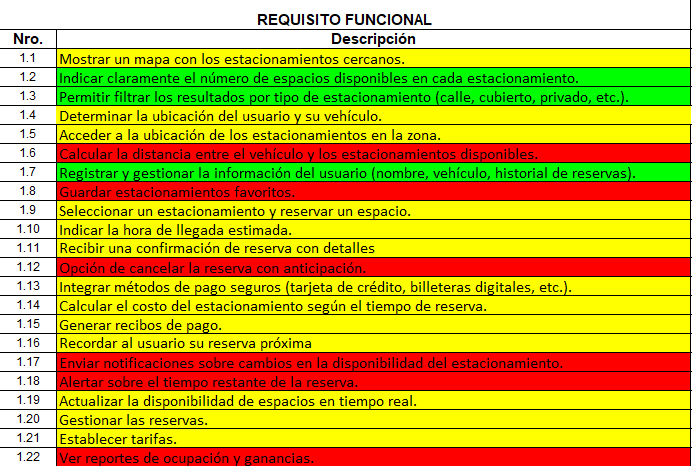 REQUISITO FUNCIONAL
Nro. Descripción
1.1 Mostrar un mapa con los estacionamientos cercanos.
1.2 Indicar claramente el número de espacios disponibles en cada estacionamiento.
1.3 Permitir filtrar los resultados por tipo de estacionamiento (calle, cubierto, privado, etc.).
1.4 Determinar la ubicación del usuario y su vehículo.
1.5 Acceder a la ubicación de los estacionamientos en la zona.
1.6 Calcular la distancia entre el vehículo y los estacionamientos disponibles.
1.7 Registrar y gestionar la información del usuario (nombre, vehículo, historial de reservas).
1.8 Guardar estacionamientos favoritos.
1.9 Seleccionar un estacionamiento y reservar un espacio.
1.10 Indicar la hora de llegada estimada.
1.11 Recibir una confirmación de reserva con detalles
1.12 Opción de cancelar la reserva con anticipación.
1.13 Integrar métodos de pago seguros (tarjeta de crédito, billeteras digitales, etc.).
1.14 Calcular el costo del estacionamiento según el tiempo de reserva.
1.15 Generar recibos de pago.
1.16 Recordar al usuario su reserva próxima
1.17 Enviar notificaciones sobre cambios en la disponibilidad del estacionamiento.
1.18 Alertar sobre el tiempo restante de la reserva.
1.19 Actualizar la disponibilidad de espacios en tiempo real.
1.20 Gestionar las reservas.
1.21 Establecer tarifas.
1.22 Ver reportes de ocupación y ganancias.